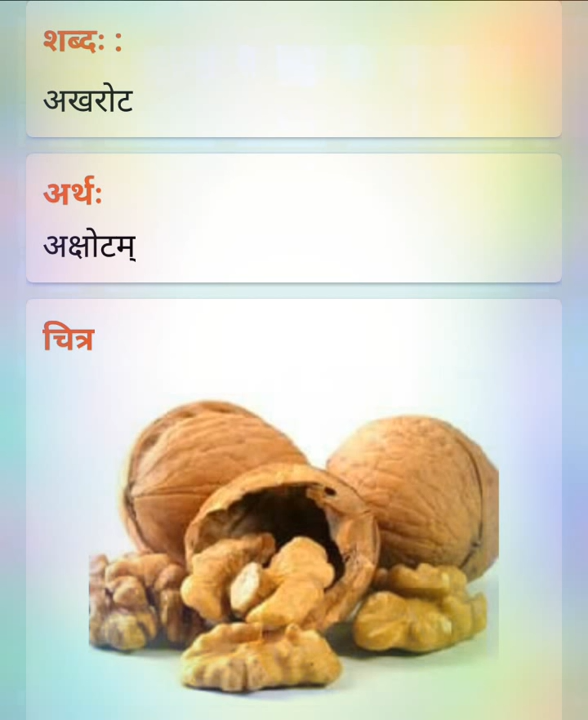 शब्दः :
अखरोट
अर्थः
अक्षोटम्
चित्र